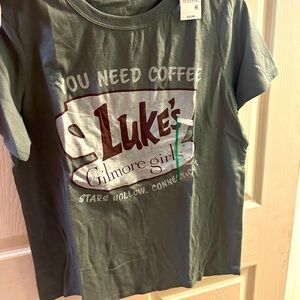 YOU NEED COFFEE
LUKE'S
Gilmore girls
STARS HOLLOW, CONNECTICUT